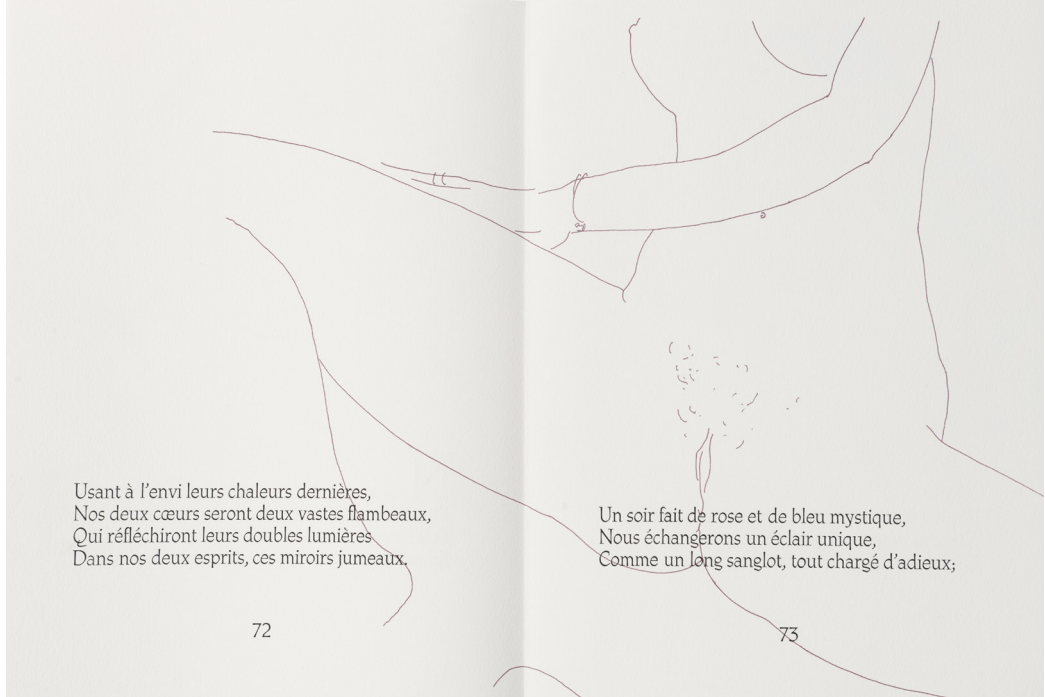 Usant à l'envi leurs chaleurs dernières,
Nos deux cœurs seront deux vastes flambeaux,
Qui réfléchiront leurs doubles lumières
Dans nos deux esprits, ces miroirs jumeaux.
72
Un soir fait de rose et de bleu mystique,
Nous échangerons un éclair unique,
Comme un long sanglot, tout chargé d'adieux;
73